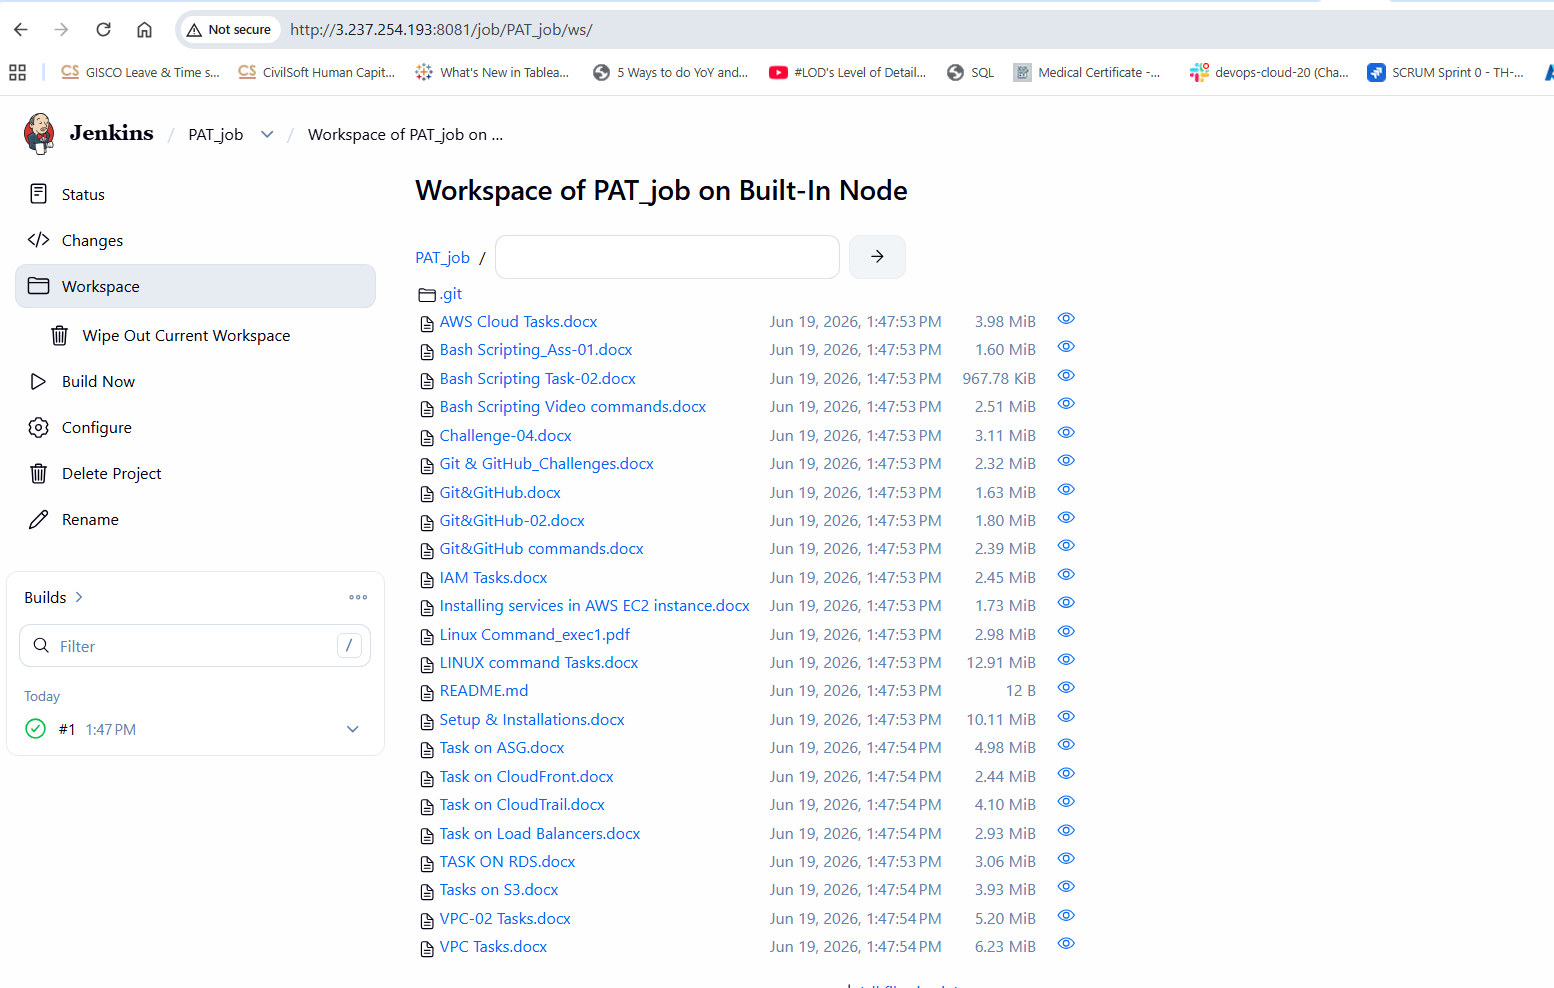 Not secure http://3.237.254.193:8081/job/PAT_job/ws/
GISCO Leave & Time s... CivilSoft Human Capit... What's New in Tablea... 5 Ways to do YoY and... #LOD's Level of Detail... SQL Medical Certificate -... devops-cloud-20 (Cha... SCRUM Sprint 0 - TH-...
Jenkins / PAT_job / Workspace of PAT_job on ...
Status
Changes
Workspace
Wipe Out Current Workspace
Build Now
Configure
Delete Project
Rename
Builds
Filter /
Today
#1 1:47 PM
Workspace of PAT_job on Built-In Node
PAT_job /
.git
AWS Cloud Tasks.docx Jun 19, 2026, 1:47:53 PM 3.98 MiB
Bash Scripting_Ass-01.docx Jun 19, 2026, 1:47:53 PM 1.60 MiB
Bash Scripting Task-02.docx Jun 19, 2026, 1:47:53 PM 967.78 KiB
Bash Scripting Video commands.docx Jun 19, 2026, 1:47:53 PM 2.51 MiB
Challenge-04.docx Jun 19, 2026, 1:47:53 PM 3.11 MiB
Git & GitHub_Challenges.docx Jun 19, 2026, 1:47:53 PM 2.32 MiB
Git&GitHub.docx Jun 19, 2026, 1:47:53 PM 1.63 MiB
Git&GitHub-02.docx Jun 19, 2026, 1:47:53 PM 1.80 MiB
Git&GitHub commands.docx Jun 19, 2026, 1:47:53 PM 2.39 MiB
IAM Tasks.docx Jun 19, 2026, 1:47:53 PM 2.45 MiB
Installing services in AWS EC2 instance.docx Jun 19, 2026, 1:47:53 PM 1.73 MiB
Linux Command_exec1.pdf Jun 19, 2026, 1:47:53 PM 2.98 MiB
LINUX command Tasks.docx Jun 19, 2026, 1:47:53 PM 12.91 MiB
README.md Jun 19, 2026, 1:47:53 PM 12 B
Setup & Installations.docx Jun 19, 2026, 1:47:53 PM 10.11 MiB
Task on ASG.docx Jun 19, 2026, 1:47:54 PM 4.98 MiB
Task on CloudFront.docx Jun 19, 2026, 1:47:54 PM 2.44 MiB
Task on CloudTrail.docx Jun 19, 2026, 1:47:54 PM 4.10 MiB
Task on Load Balancers.docx Jun 19, 2026, 1:47:54 PM 2.93 MiB
TASK ON RDS.docx Jun 19, 2026, 1:47:53 PM 3.06 MiB
Tasks on S3.docx Jun 19, 2026, 1:47:54 PM 3.93 MiB
VPC-02 Tasks.docx Jun 19, 2026, 1:47:54 PM 5.20 MiB
VPC Tasks.docx Jun 19, 2026, 1:47:54 PM 6.23 MiB